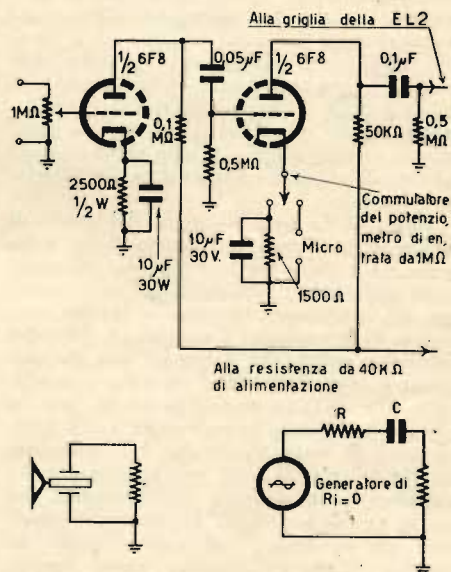 Alla griglia della EL2
½ 6F8
0,05µF
½ 6F8
0,1µF
1MΩ
0,1
MΩ
50KΩ
0,5
MΩ
0,5MΩ
2500Ω
½ W
10µF
30W
10µF
30V.
Micro
1500Ω
Commutatore
del potenzio,
metro di en,
trata da 1MΩ
Alla resistenza da 40KΩ
di alimentazione
R
C
Generatore di
Ri=0